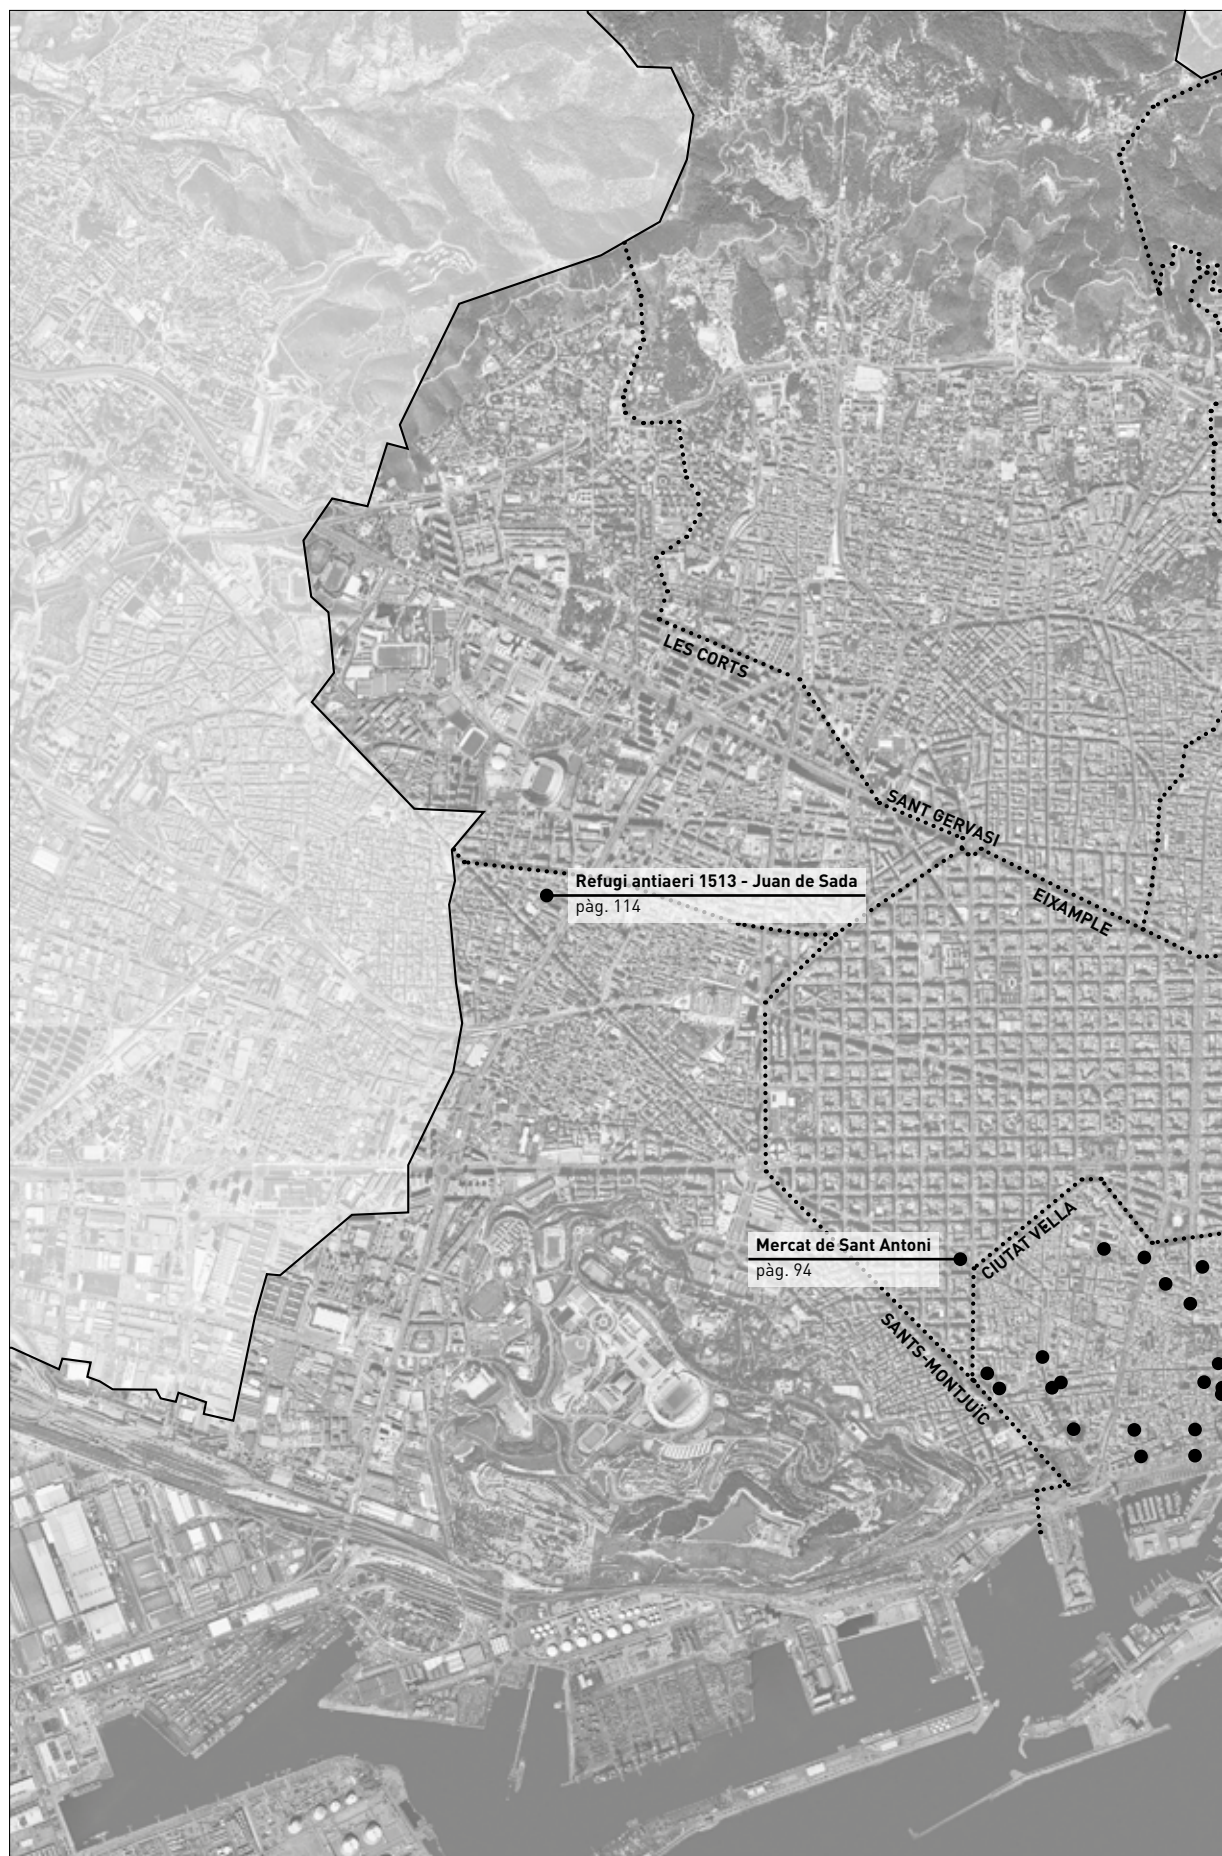 LES CORTS
SANT GERVASI
Refugi antiaeri 1513 - Juan de Sada
pàg. 114
EIXAMPLE
CIUTAT VELLA
Mercat de Sant Antoni
pàg. 94
SANTS-MONTJUÏC